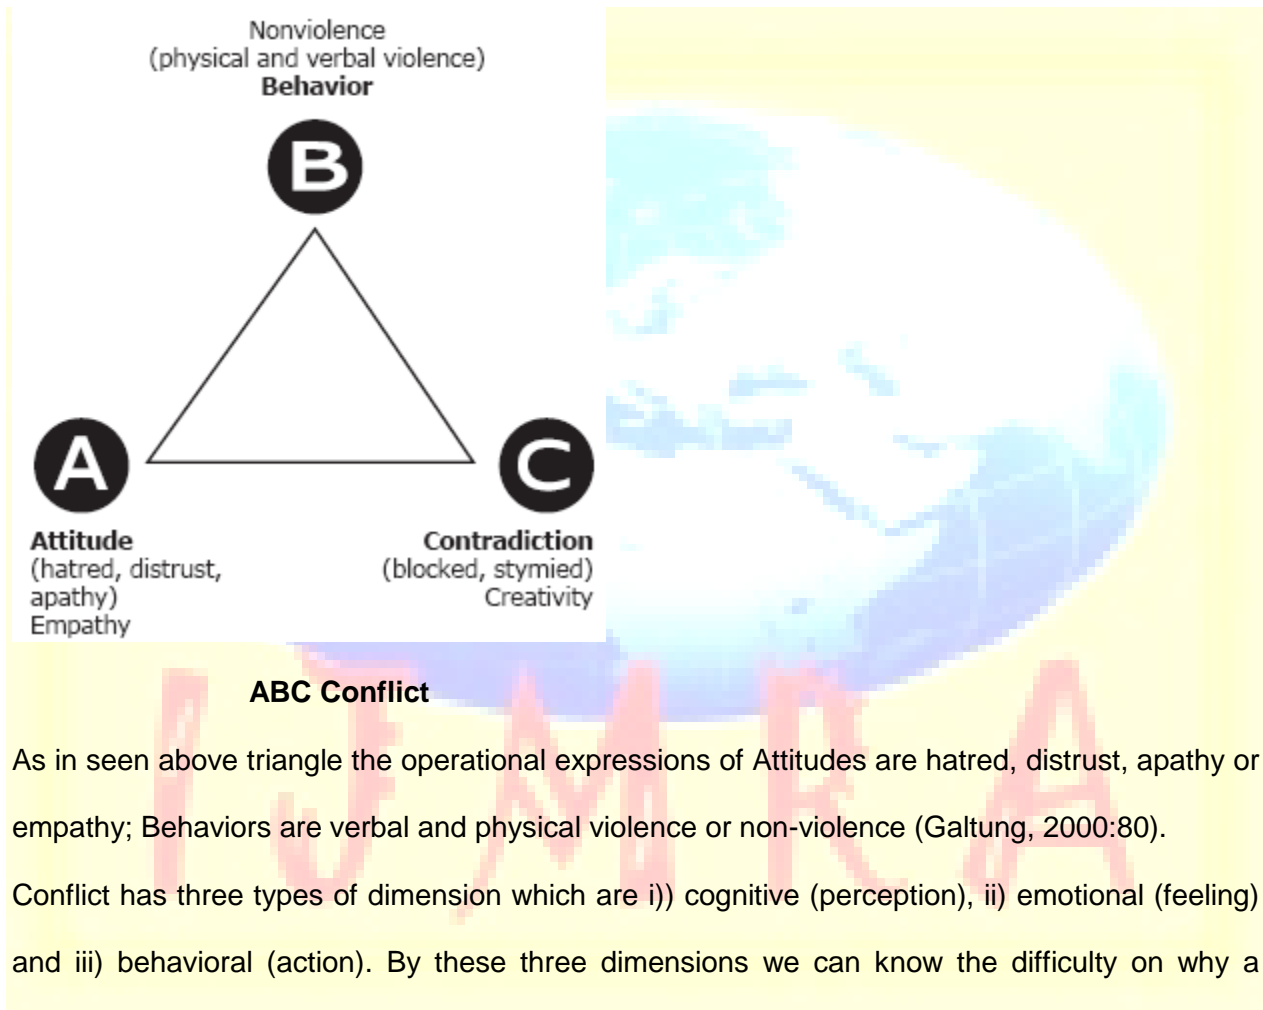 Nonviolence
(physical and verbal violence)
Behavior
B
A
C
Attitude
(hatred, distrust,
apathy)
Empathy
Contradiction
(blocked, stymied)
Creativity
ABC Conflict
IJMRA
As in seen above triangle the operational expressions of Attitudes are hatred, distrust, apathy or
empathy; Behaviors are verbal and physical violence or non-violence (Galtung, 2000:80).
Conflict has three types of dimension which are i)) cognitive (perception), ii) emotional (feeling)
and iii) behavioral (action). By these three dimensions we can know the difficulty on why a